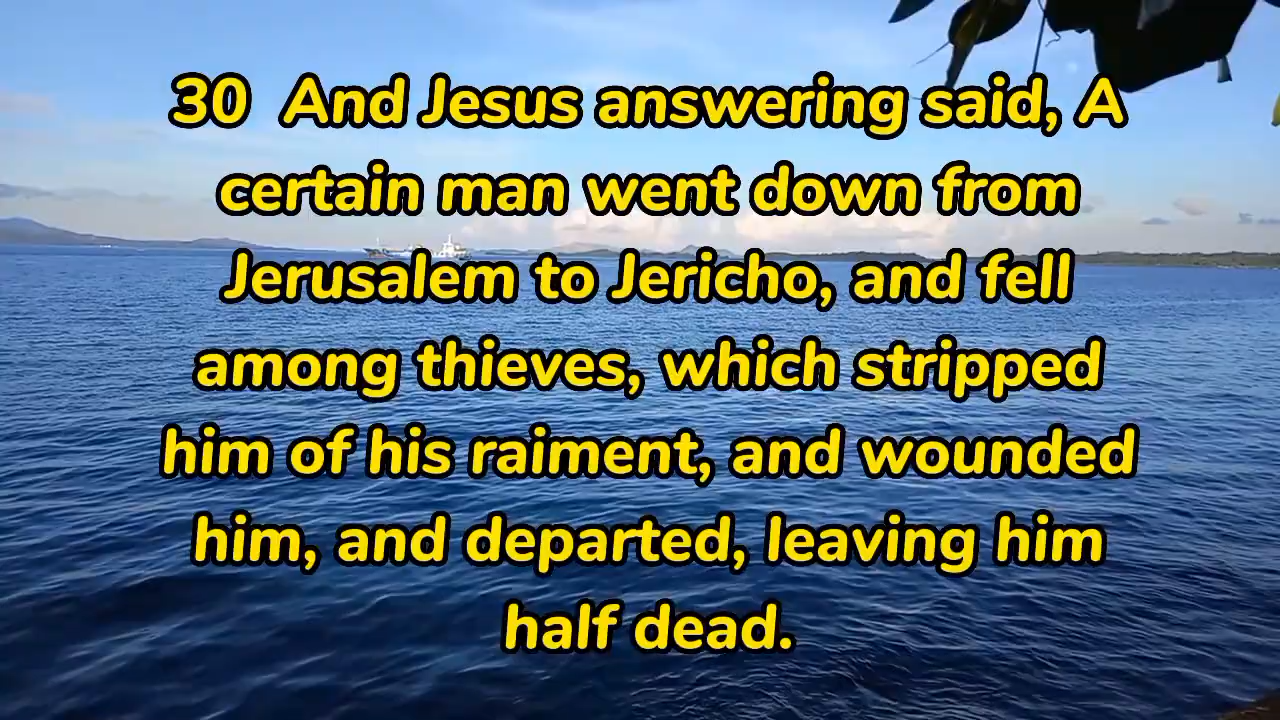 30  And Jesus answering said, A
certain man went down from
Jerusalem to Jericho, and fell
among thieves, which stripped
him of his raiment, and wounded
him, and departed, leaving him
half dead.